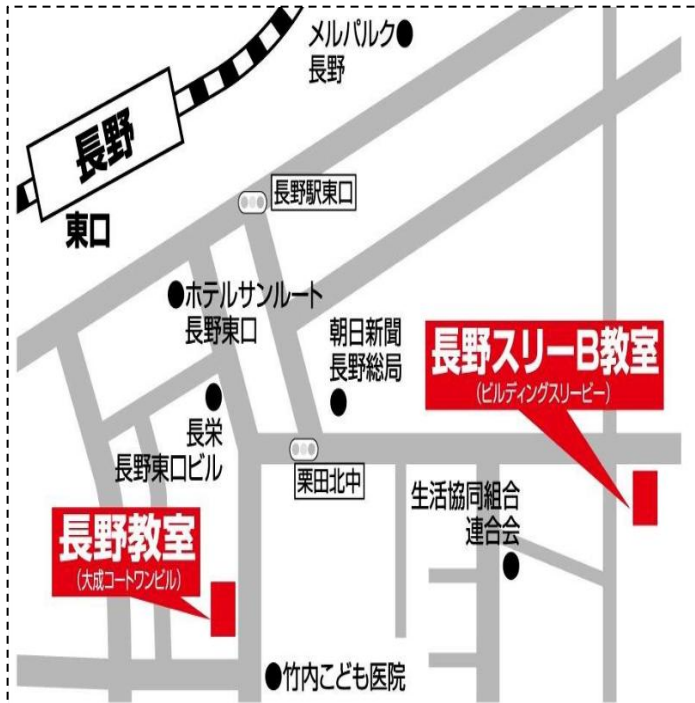 メルパルク
長野
長野
東口
長野駅東口
ホテルサンルート
長野東口
朝日新聞
長野総局
長野スリーB教室
(ビルディングスリービー)
長栄
長野東口ビル
栗田北中
生活協同組合
連合会
長野教室
(大成コートワンビル)
竹内こども医院